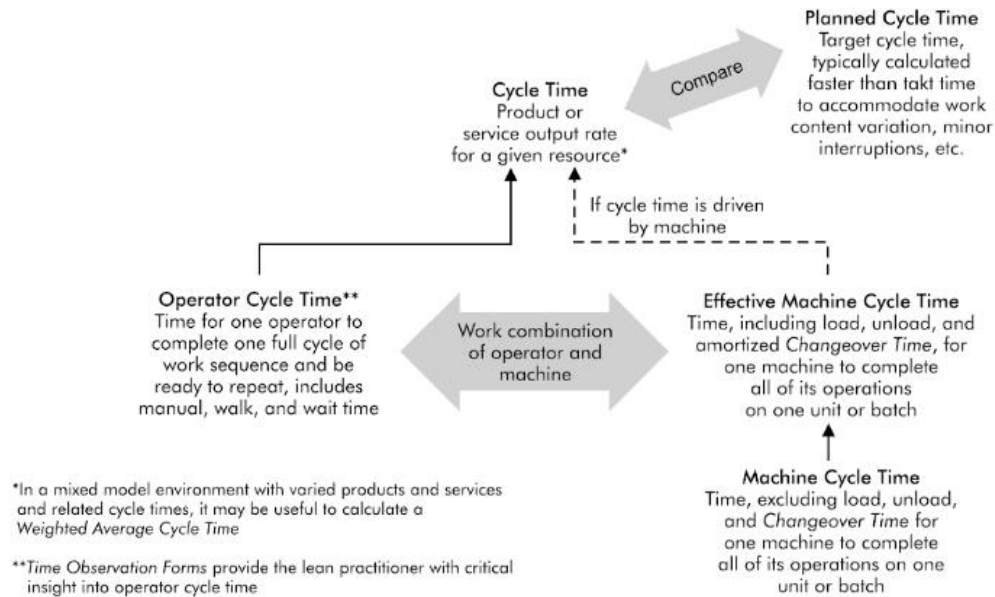 Planned Cycle Time
Target cycle time,
typically calculated
faster than takt time
to accommodate work
content variation, minor
interruptions, etc.
Compare
Cycle Time
Product or
service output rate
for a given resource*
If cycle time is driven
by machine
Operator Cycle Time**
Time for one operator to
complete one full cycle of
work sequence and be
ready to repeat, includes
manual, walk, and wait time
Work combination
of operator and
machine
Effective Machine Cycle Time
Time, including load, unload, and
amortized Changeover Time, for
one machine to complete
all of its operations
on one unit or batch
Machine Cycle Time
Time, excluding load, unload,
and Changeover Time for
one machine to complete
all of its operations on one
unit or batch
*In a mixed model environment with varied products and services
and related cycle times, it may be useful to calculate a
Weighted Average Cycle Time
**Time Observation Forms provide the lean practitioner with critical
insight into operator cycle time